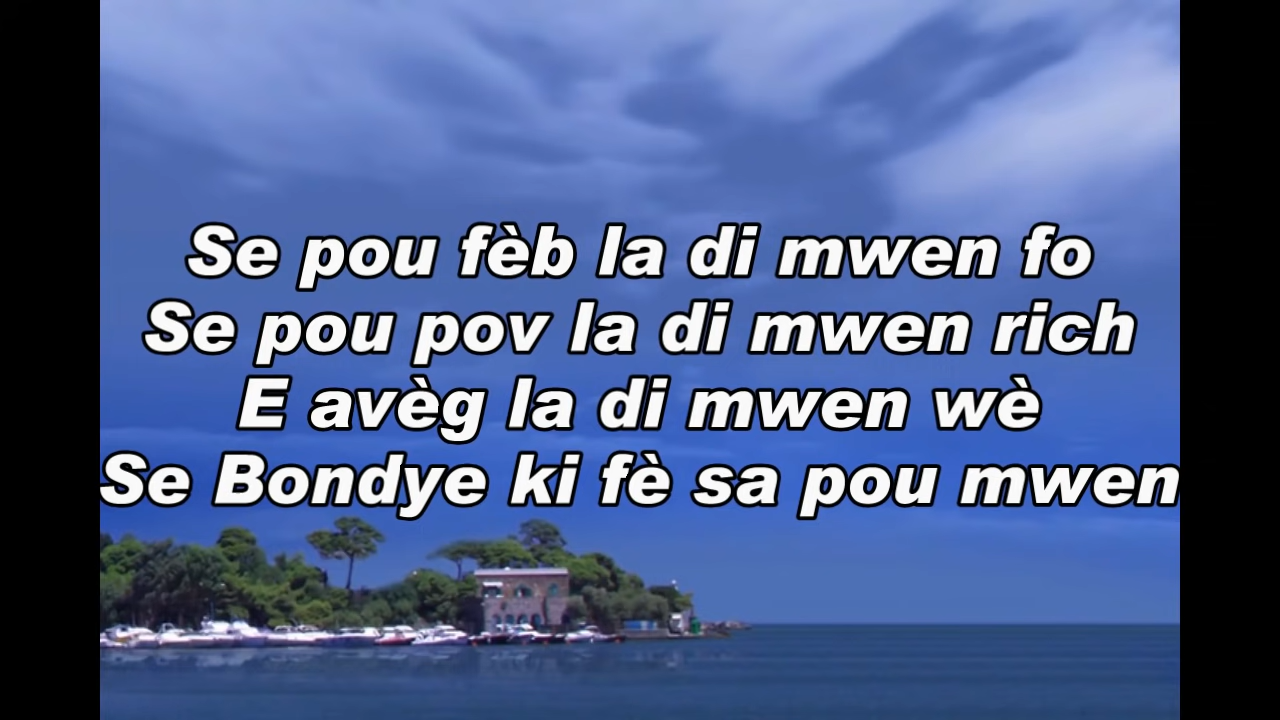 Se pou fèb la di mwen fo
Se pou pov la di mwen rich
E avèg la di mwen wè
Se Bondye ki fè sa pou mwen